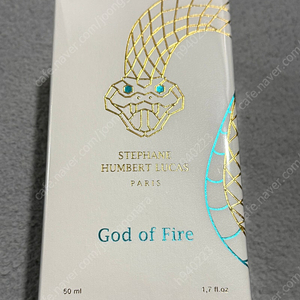 STEPHANE
HUMBERT LUCAS
PARIS
God of Fire
50 ml 1,7 fl.oz